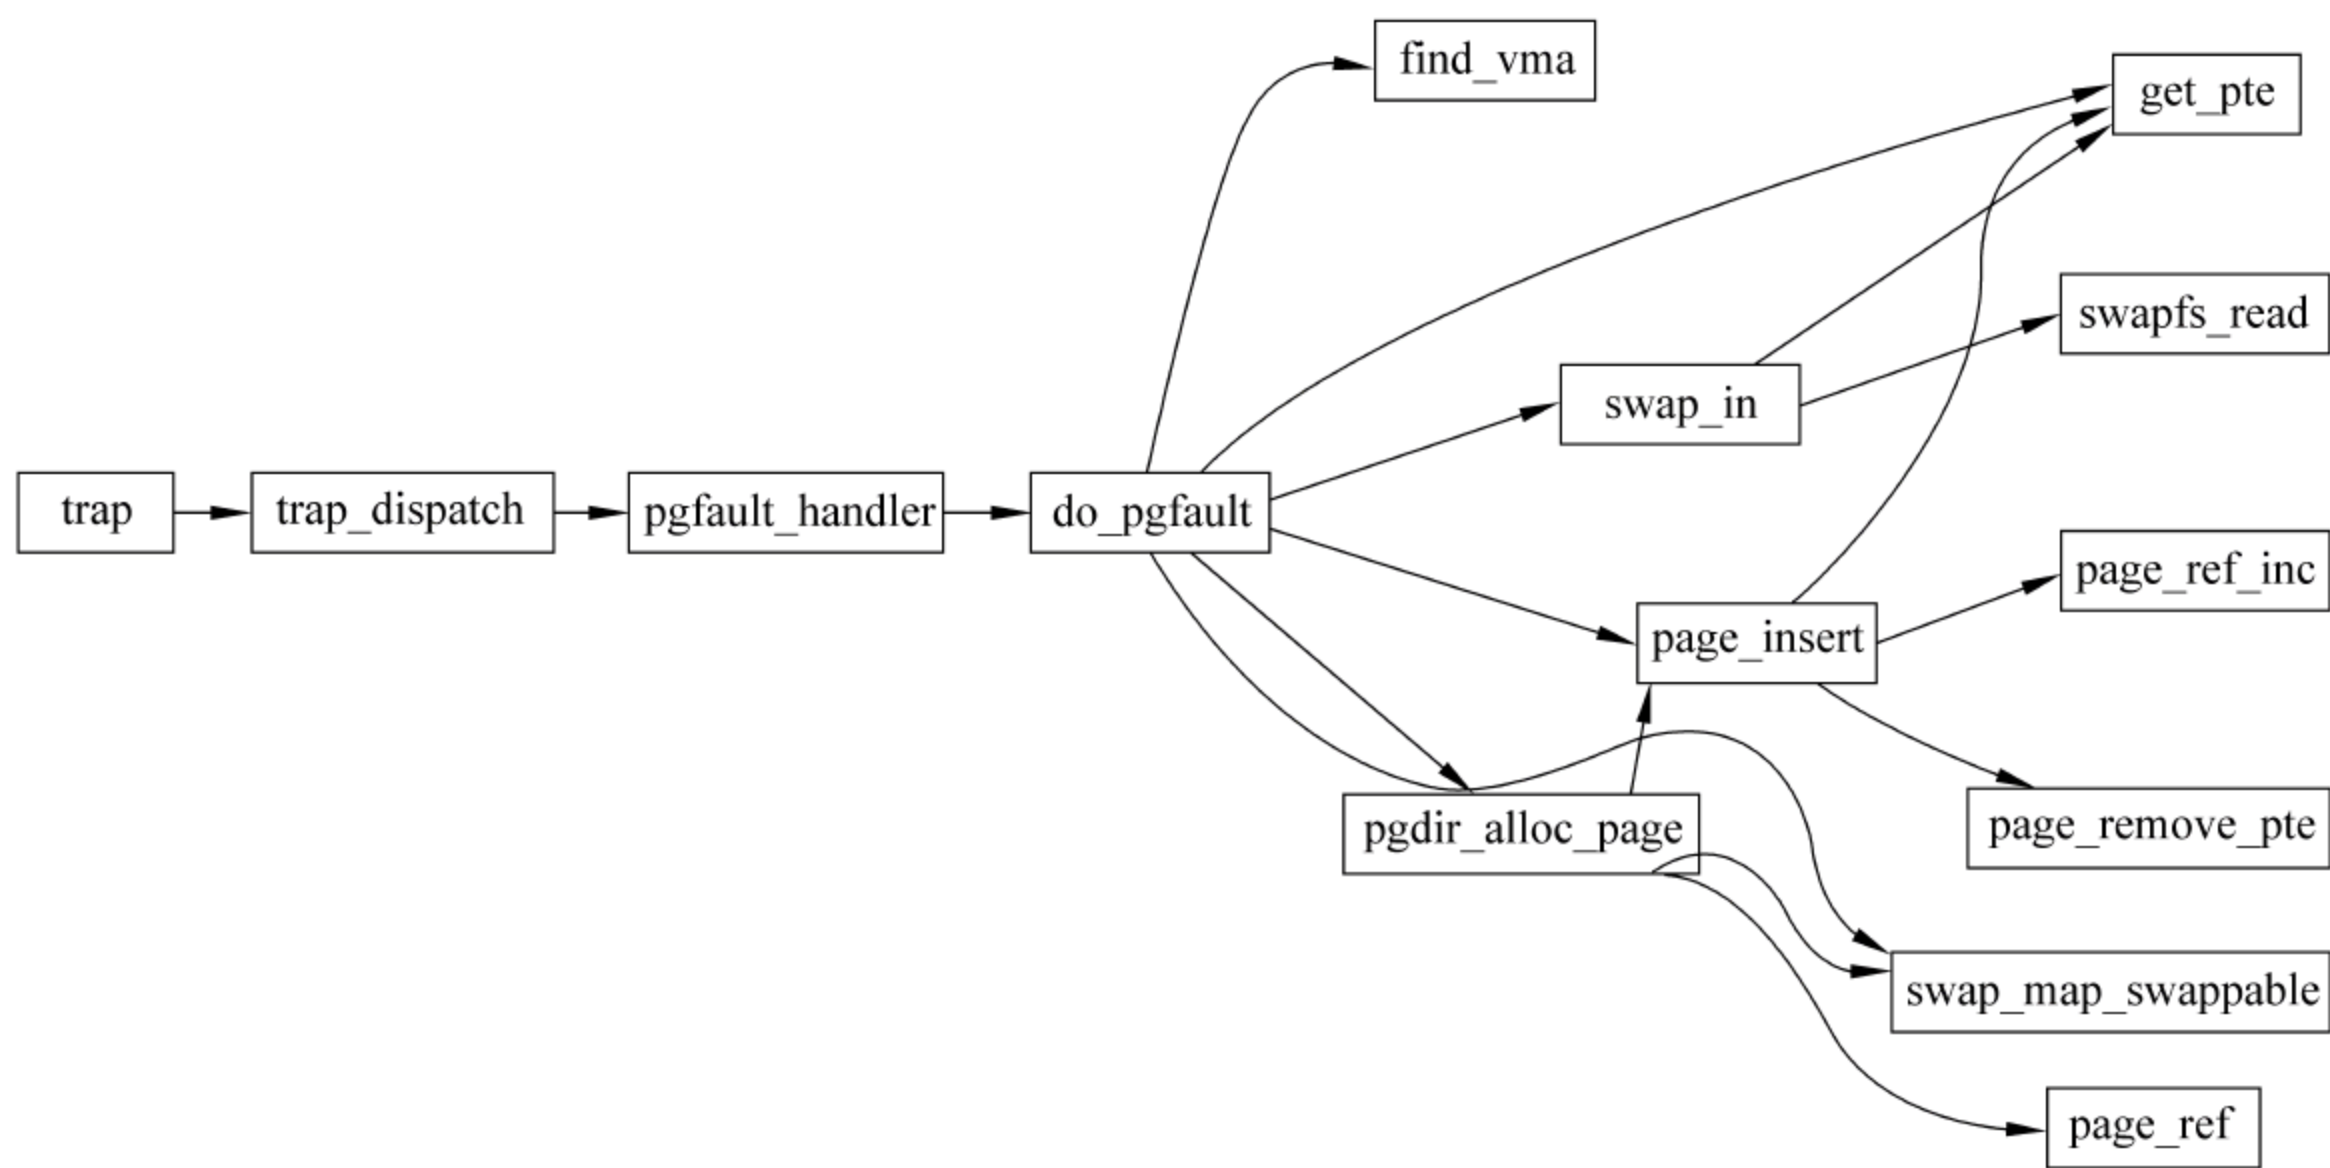 find_vma
get_pte
swapfs_read
swap_in
trap
trap_dispatch
pgfault_handler
do_pgfault
page_ref_inc
page_insert
pgdir_alloc_page
page_remove_pte
swap_map_swappable
page_ref